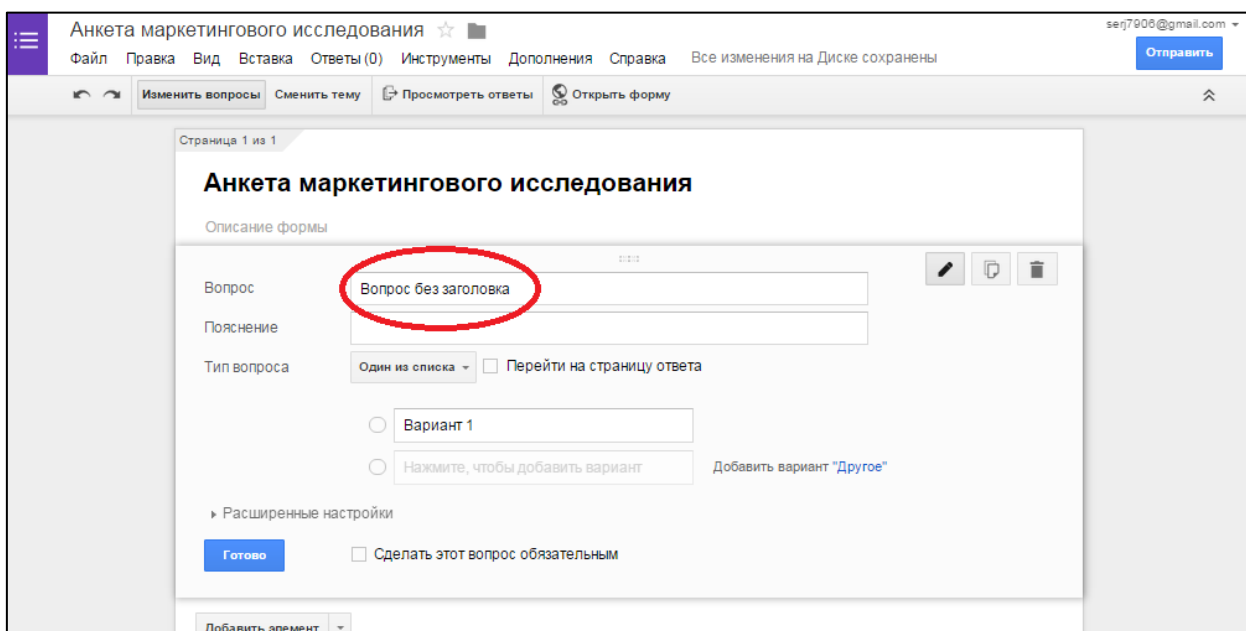 Анкета маркетингового исследования
serj7906@gmail.com
Файл Правка Вид Вставка Ответы (0) Инструменты Дополнения Справка Все изменения на Диске сохранены
Отправить
Изменить вопросы Сменить тему Просмотреть ответы Открыть форму
Страница 1 из 1
Анкета маркетингового исследования
Описание формы
Вопрос Вопрос без заголовка
Пояснение
Тип вопроса Один из списка Перейти на страницу ответа
Вариант 1
Нажмите, чтобы добавить вариант Добавить вариант "Другое"
Расширенные настройки
Готово Сделать этот вопрос обязательным
Добавить элемент